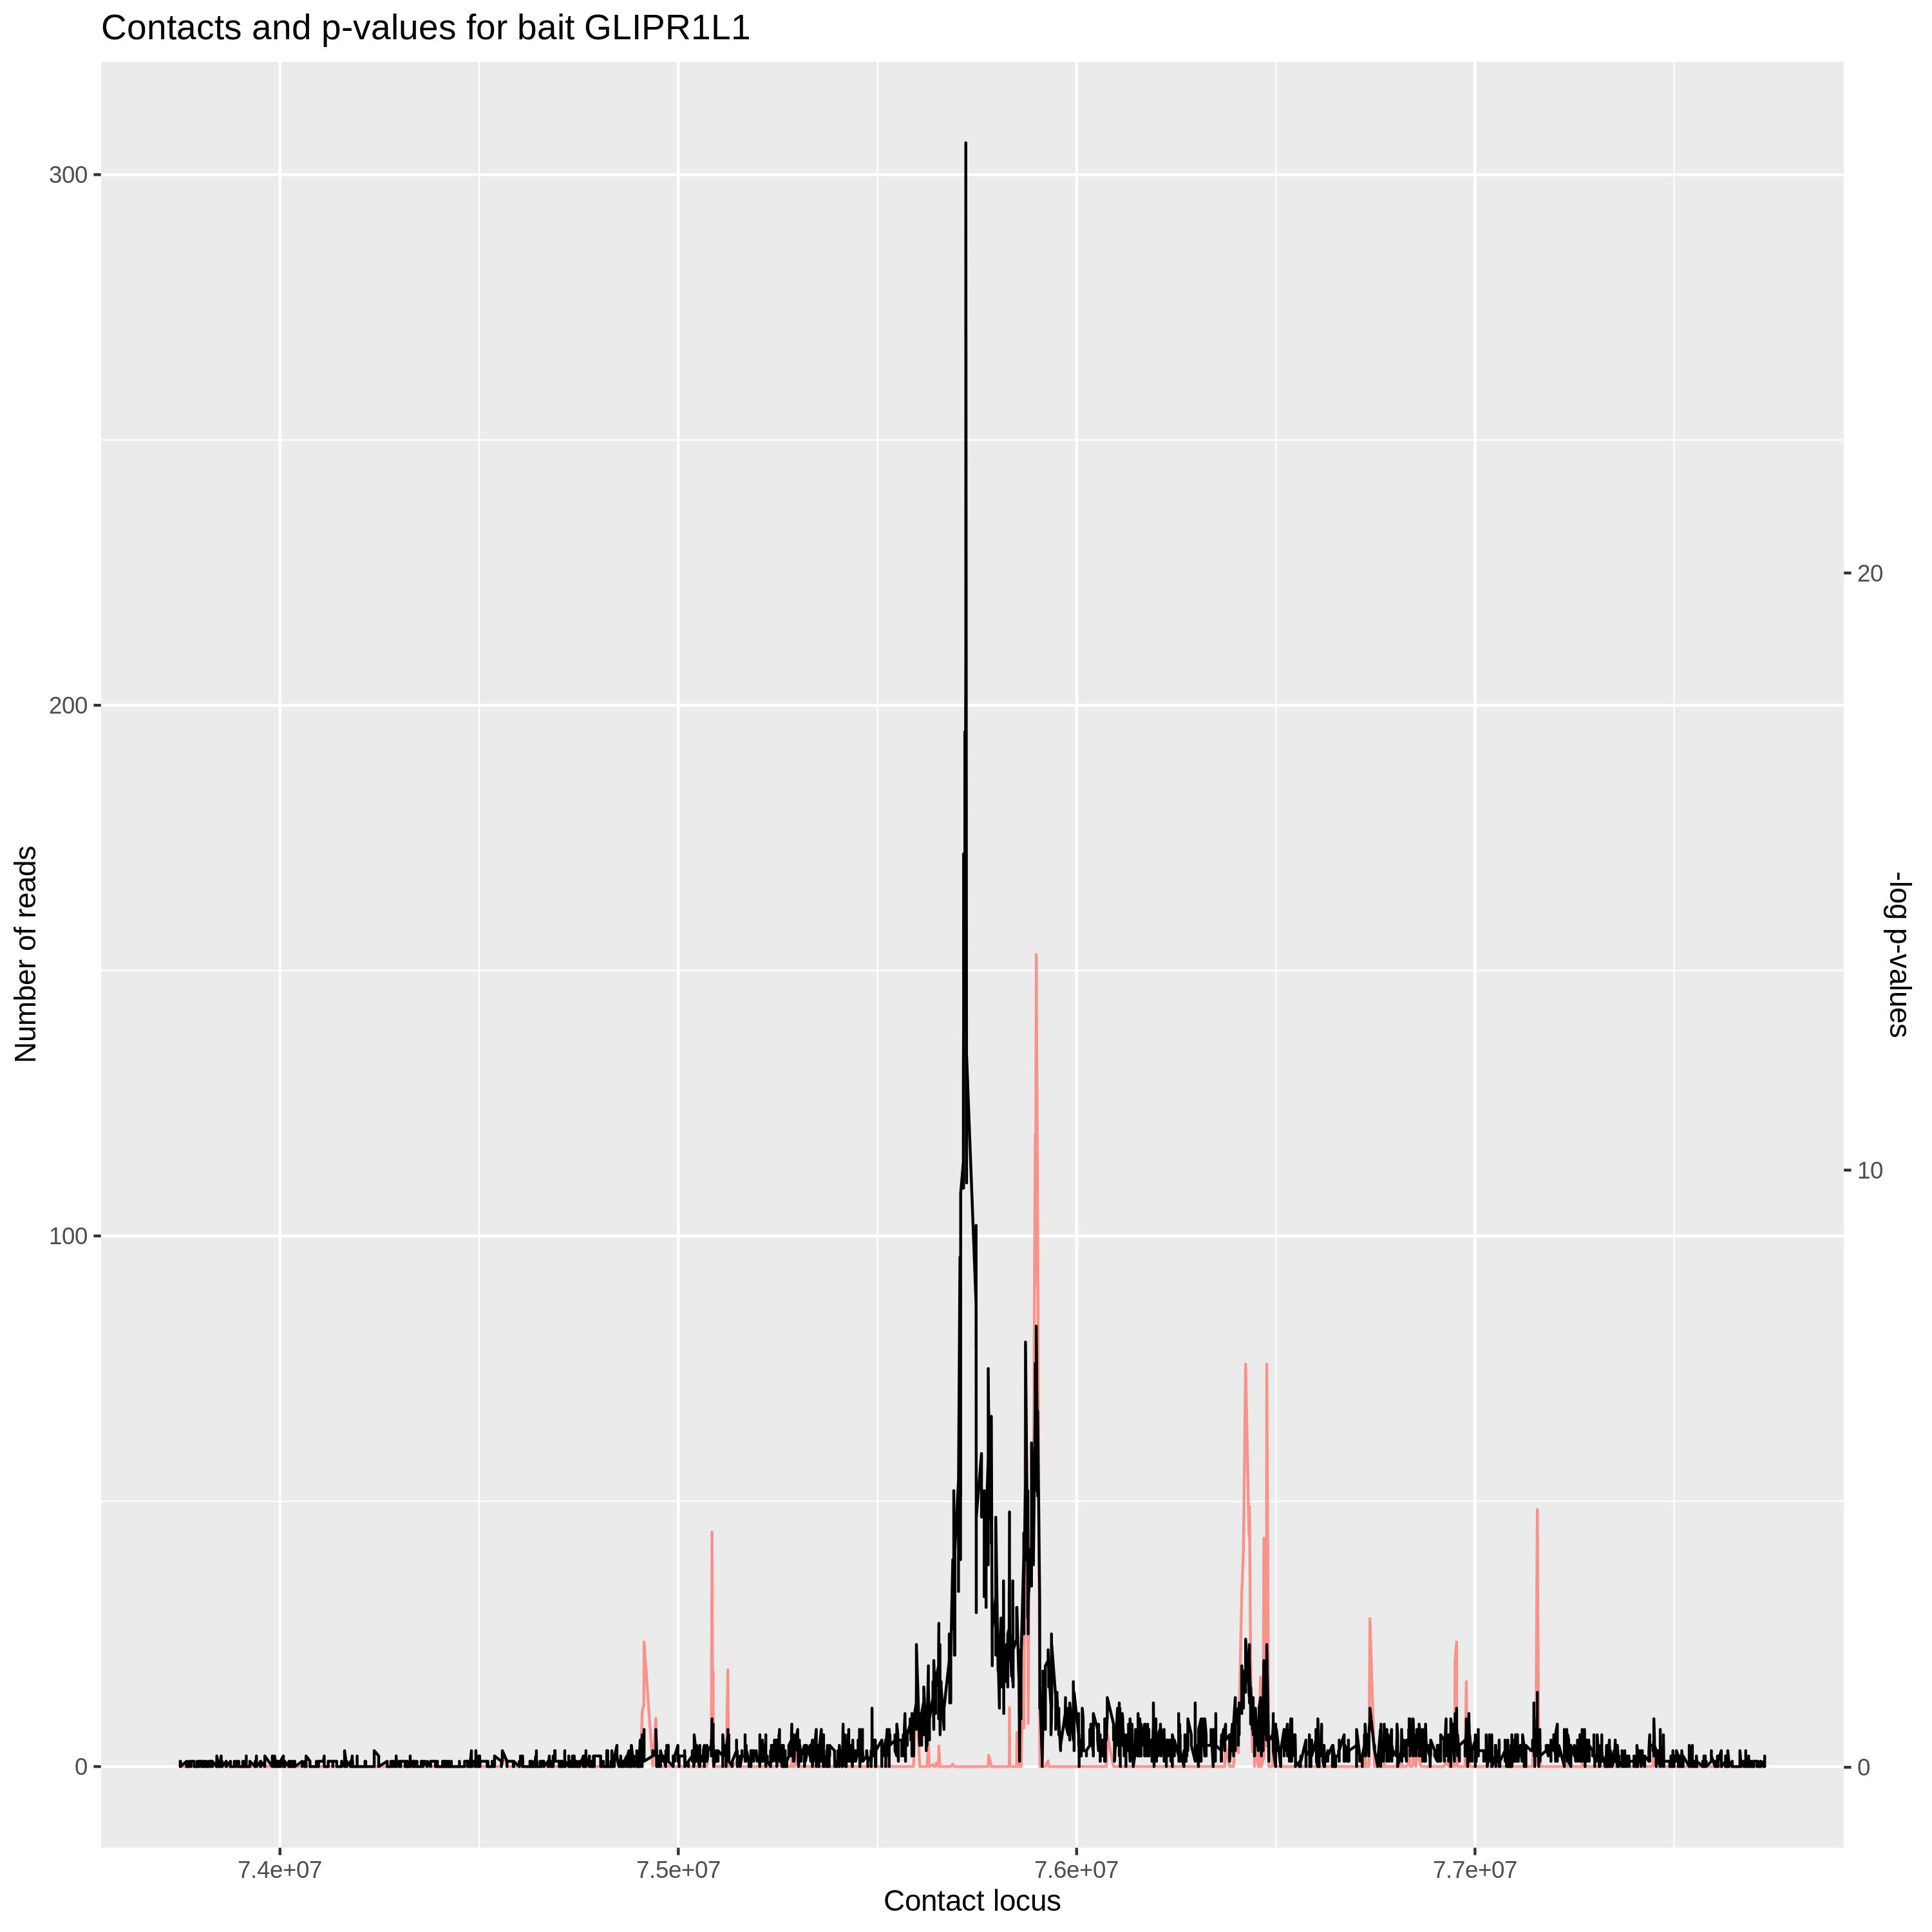 Contacts and p-values for bait GLIPR1L1
300
200
100
0
Number of reads
20
10
0
-log p-values
7.4e+07
7.5e+07
7.6e+07
7.7e+07
Contact locus